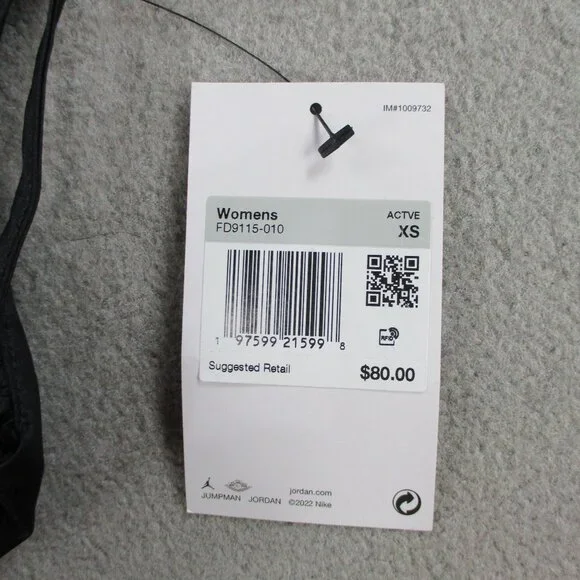 IM#1009732
Womens ACTVE
FD9115-010 XS
RFID
1 97599 21599 8
Suggested Retail $80.00
jordan.com
JUMPMAN JORDAN ©2022 Nike